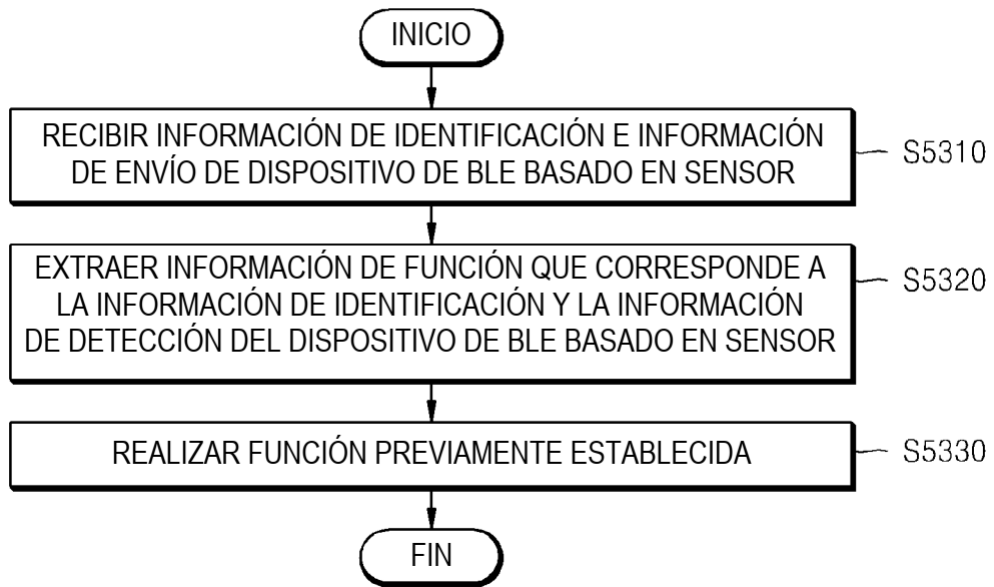 INICIO
RECIBIR INFORMACIÓN DE IDENTIFICACIÓN E INFORMACIÓN
DE ENVÍO DE DISPOSITIVO DE BLE BASADO EN SENSOR
S5310
EXTRAER INFORMACIÓN DE FUNCIÓN QUE CORRESPONDE A
LA INFORMACIÓN DE IDENTIFICACIÓN Y LA INFORMACIÓN
DE DETECCIÓN DEL DISPOSITIVO DE BLE BASADO EN SENSOR
S5320
REALIZAR FUNCIÓN PREVIAMENTE ESTABLECIDA
S5330
FIN